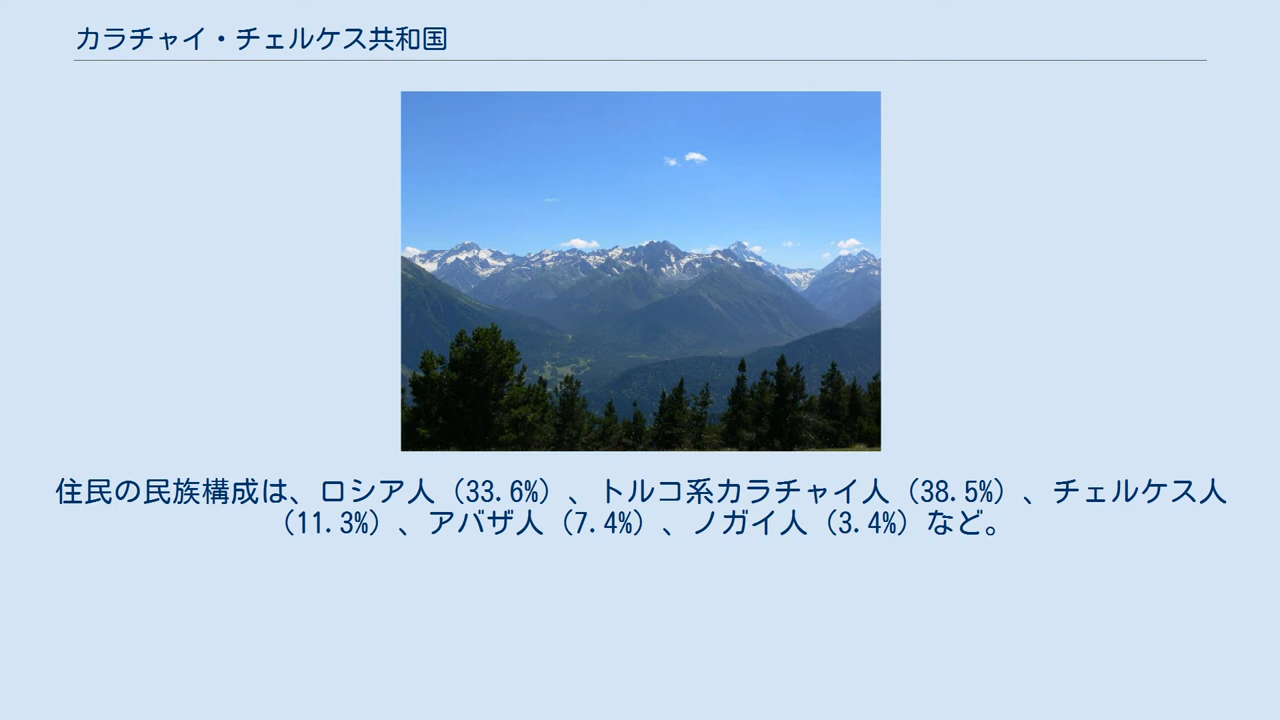 カラチャイ・チェルケス共和国
住民の民族構成は、ロシア人（33.6%）、トルコ系カラチャイ人（38.5%）、チェルケス人
（11.3%）、アバザ人（7.4%）、ノガイ人（3.4%）など。